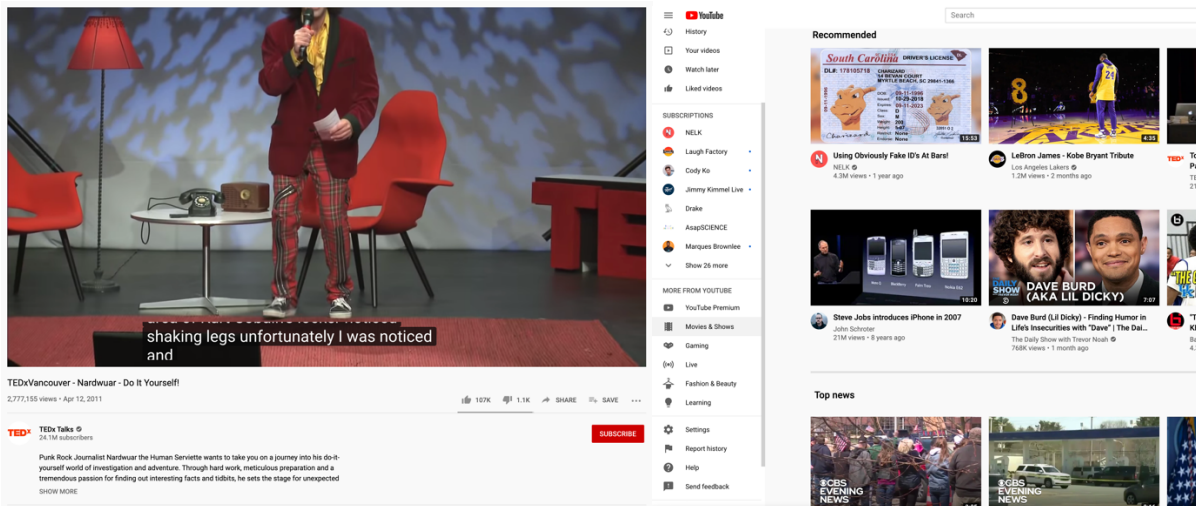 shaking legs unfortunately I was noticed
and
TEDxVancouver - Nardwuar - Do It Yourself!
2,777,155 views • Apr 12, 2011
107K
1.1K
SHARE
SAVE
TEDx
TEDx Talks
24.1M subscribers
SUBSCRIBE
Punk Rock Journalist Nardwuar the Human Serviette wants to take you on a journey into his do-it-
yourself world of investigation and adventure. Through hard work, meticulous preparation and a
tremendous passion for finding out interesting facts and tidbits, he sets the stage for unexpected
SHOW MORE
YouTube
Search
History
Your videos
Watch later
Liked videos
SUBSCRIPTIONS
NELK
Laugh Factory
Cody Ko
Jimmy Kimmel Live
Drake
AsapSCIENCE
Marques Brownlee
Show 26 more
MORE FROM YOUTUBE
YouTube Premium
Movies & Shows
Gaming
Live
Fashion & Beauty
Learning
Settings
Report history
Help
Send feedback
Recommended
South Carolina DRIVER'S LICENSE
CHARIZARD
MYRTLE BEACH, SC
15:53
Using Obviously Fake ID's At Bars!
NELK
4.3M views • 1 year ago
8
24
4:35
LeBron James - Kobe Bryant Tribute
Los Angeles Lakers
1.2M views • 2 months ago
TEDx
10:20
Steve Jobs introduces iPhone in 2007
John Schroter
21M views • 8 years ago
DAILY
SHOW
DAVE BURD
(AKA LIL DICKY)
7:07
Dave Burd (Lil Dicky) - Finding Humor in
Life's Insecurities with "Dave" | The Dai...
The Daily Show with Trevor Noah
768K views • 1 month ago
Top news
CBS
EVENING
NEWS
CBS
EVENING
NEWS